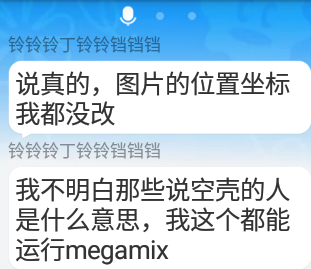 铃铃铃丁铃铃铛铛铛
说真的，图片的位置坐标
我都没改
铃铃铃丁铃铃铛铛铛
我不明白那些说空壳的人
是什么意思，我这个都能
运行megamix